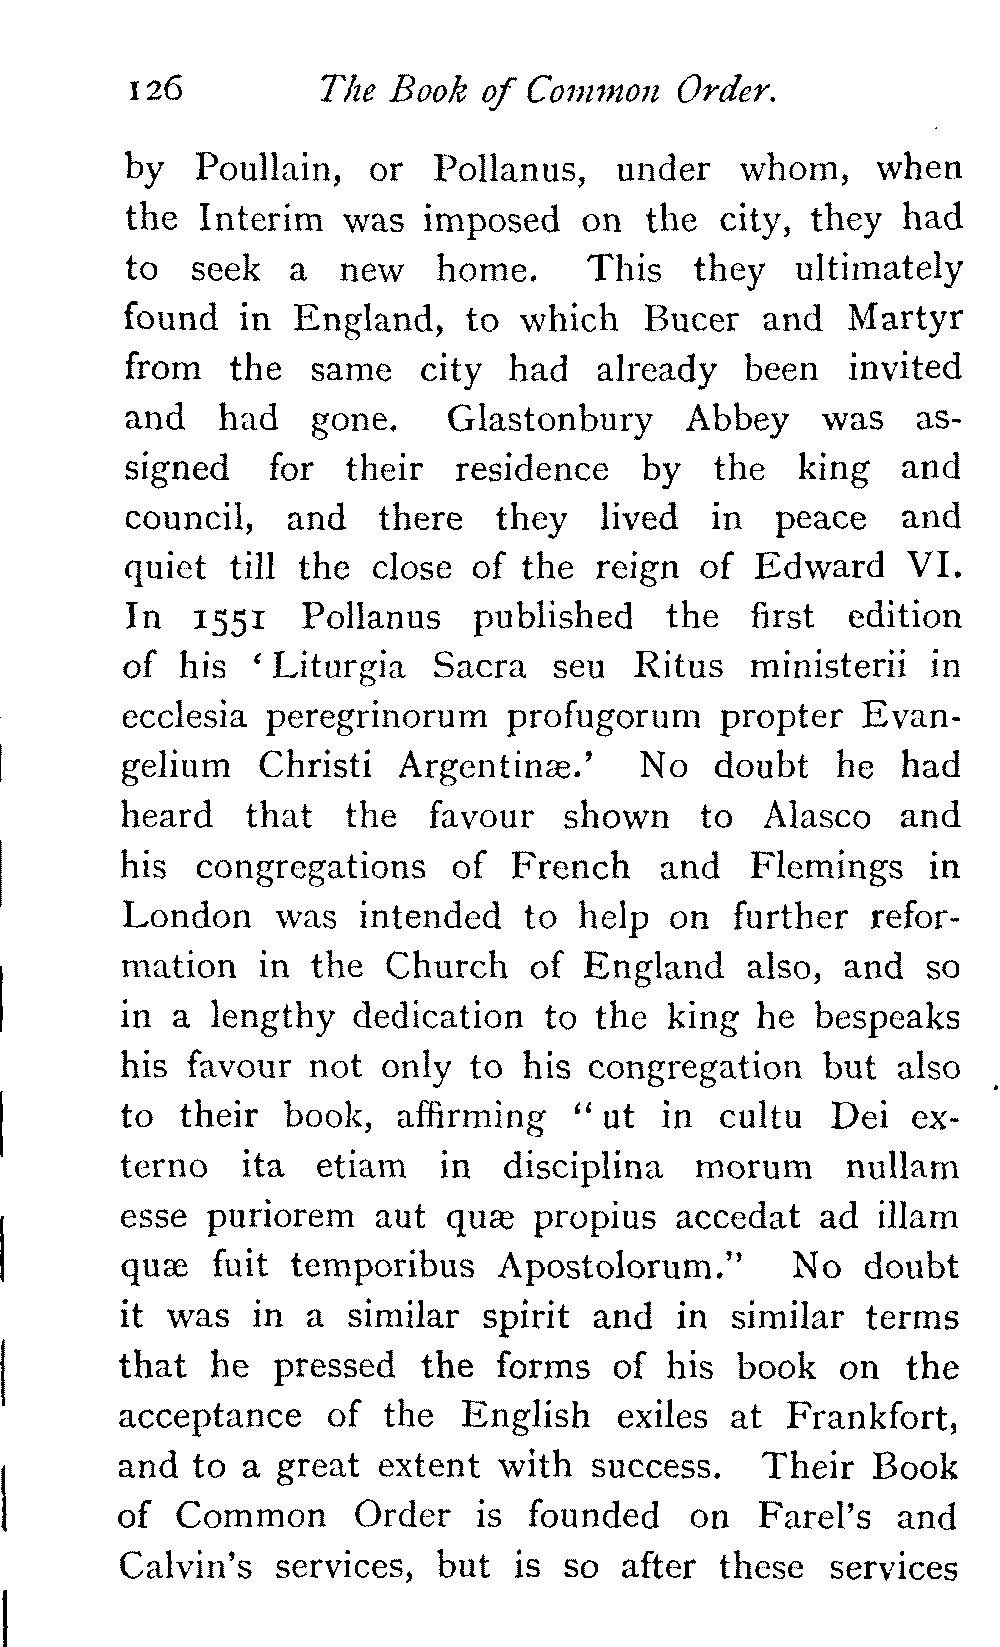 126 The Book of Common Order.
by Poullain, or Pollanus, under whom, when
the Interim was imposed on the city, they had
to seek a new home. This they ultimately
found in England, to which Bucer and Martyr
from the same city had already been invited
and had gone. Glastonbury Abbey was as-
signed for their residence by the king and
council, and there they lived in peace and
quiet till the close of the reign of Edward VI.
In 1551 Pollanus published the first edition
of his ‘Liturgia Sacra seu Ritus ministerii in
ecclesia peregrinorum profugorum propter Evan-
gelium Christi Argentinæ.’ No doubt he had
heard that the favour shown to Alasco and
his congregations of French and Flemings in
London was intended to help on further refor-
mation in the Church of England also, and so
in a lengthy dedication to the king he bespeaks
his favour not only to his congregation but also
to their book, affirming “ut in cultu Dei ex-
terno ita etiam in disciplina morum nullam
esse puriorem aut quæ propius accedat ad illam
quæ fuit temporibus Apostolorum.” No doubt
it was in a similar spirit and in similar terms
that he pressed the forms of his book on the
acceptance of the English exiles at Frankfort,
and to a great extent with success. Their Book
of Common Order is founded on Farel’s and
Calvin’s services, but is so after these services